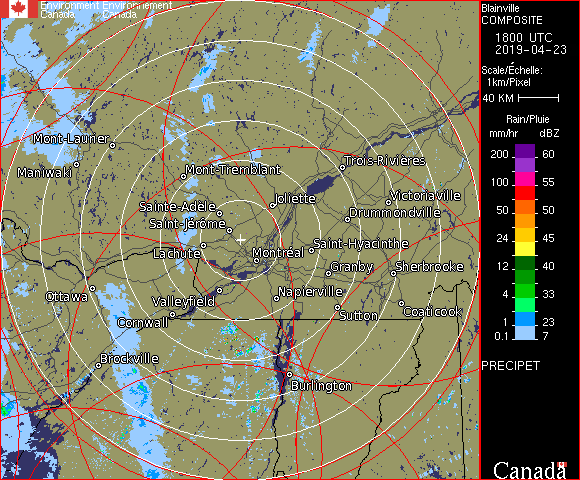 Environment Environnement
Canada Canada
Blainville
COMPOSITE
1800 UTC
2019-04-23
Scale/Échelle:
1km/Pixel
40 KM
Rain/Pluie
mm/hr dBZ
200 60
100 55
50 50
24 45
12 40
4 33
1 23
0.1 7
PRECIPET
Canada
Mont-Laurier
Maniwaki
Mont-Tremblant
Trois-Rivières
Joliette
Victoriaville
Sainte-Adele
Drummondville
Saint-Jérôme
Saint-Hyacinthe
Lachute
Montréal
Granby
Sherbrooke
Ottawa
Valleyfield
Napierville
Cornwall
Sutton
Coaticook
Brockville
Burlington